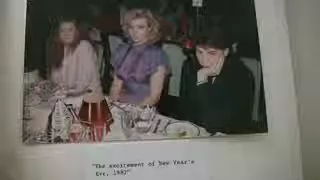 "The excitement of New Year's
Eve, 1987"